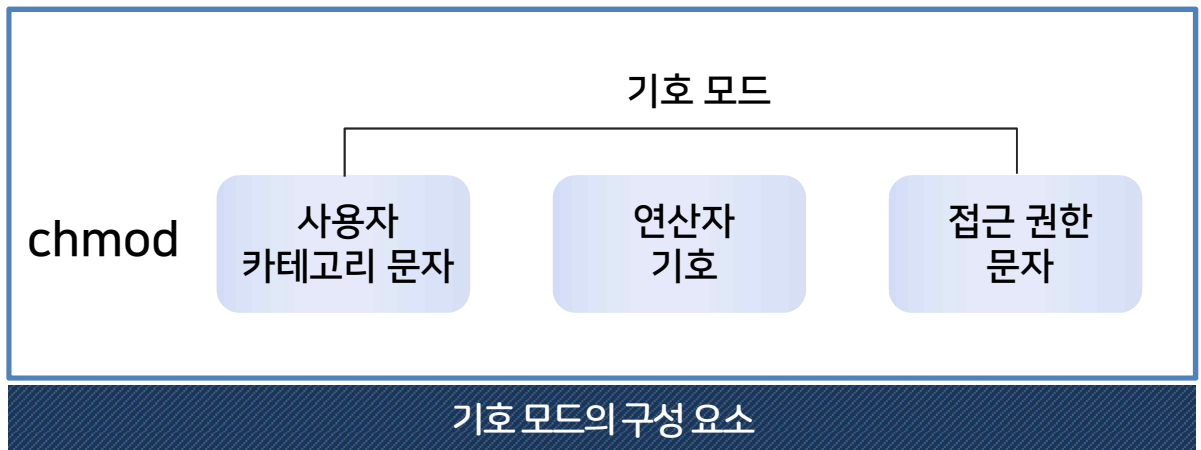 기호 모드
chmod
사용자
카테고리 문자
연산자
기호
접근 권한
문자
기호 모드의 구성 요소